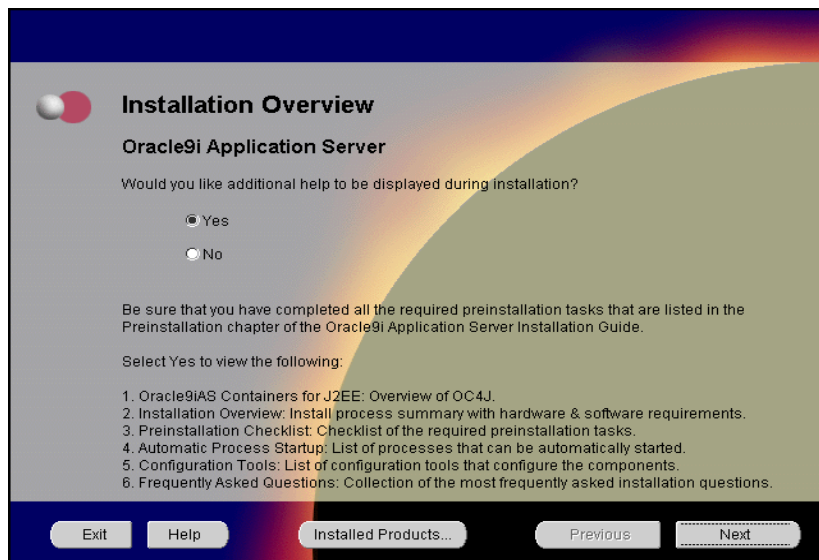 Installation Overview
Oracle9i Application Server
Would you like additional help to be displayed during installation?
Yes
No
Be sure that you have completed all the required preinstallation tasks that are listed in the
Preinstallation chapter of the Oracle9i Application Server Installation Guide.
Select Yes to view the following:
1. Oracle9iAS Containers for J2EE: Overview of OC4J.
2. Installation Overview: Install process summary with hardware & software requirements.
3. Preinstallation Checklist: Checklist of the required preinstallation tasks.
4. Automatic Process Startup: List of processes that can be automatically started.
5. Configuration Tools: List of configuration tools that configure the components.
6. Frequently Asked Questions: Collection of the most frequently asked installation questions.
Exit Help Installed Products... Previous Next